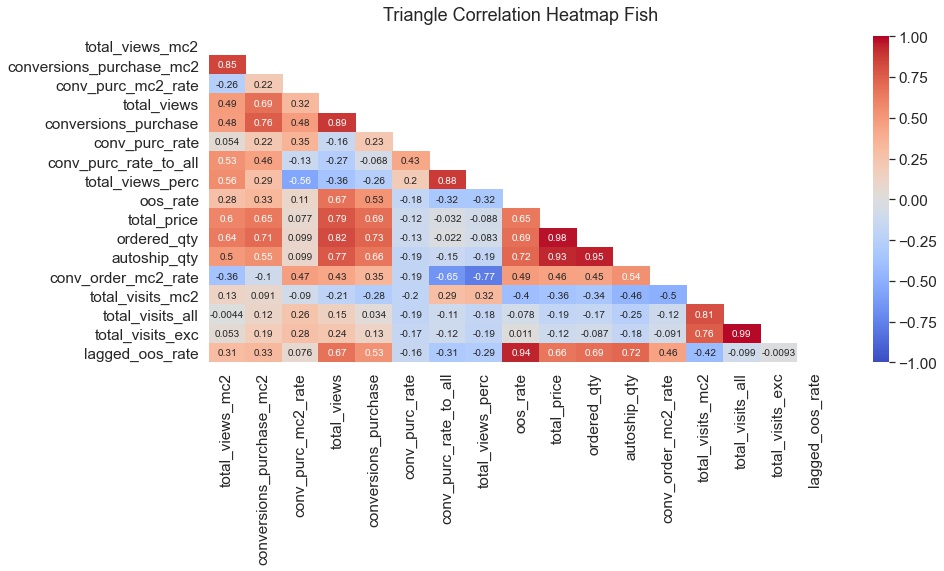 Triangle Correlation Heatmap Fish
total_views_mc2
conversions_purchase_mc2 0.85
conv_purc_mc2_rate -0.26 0.22
total_views 0.49 0.69 0.32
conversions_purchase 0.48 0.76 0.48 0.89
conv_purc_rate 0.054 0.22 0.35 -0.16 0.23
conv_purc_rate_to_all 0.53 0.46 -0.13 -0.27 -0.068 0.43
total_views_perc 0.56 0.29 -0.56 -0.36 -0.26 0.2 0.88
oos_rate 0.28 0.33 0.11 0.67 0.53 -0.18 -0.32 -0.32
total_price 0.6 0.65 0.077 0.79 0.69 -0.12 -0.032 -0.088 0.65
ordered_qty 0.64 0.71 0.099 0.82 0.73 -0.13 -0.022 -0.083 0.69 0.98
autoship_qty 0.5 0.55 0.099 0.77 0.66 -0.19 -0.15 -0.19 0.72 0.93 0.95
conv_order_mc2_rate -0.36 -0.1 0.47 0.43 0.35 -0.19 -0.65 -0.77 0.49 0.46 0.45 0.54
total_visits_mc2 0.13 0.091 -0.09 -0.21 -0.28 -0.2 0.29 0.32 -0.4 -0.36 -0.34 -0.46 -0.5
total_visits_all -0.0044 0.12 0.26 0.15 0.034 -0.19 -0.11 -0.18 -0.078 -0.19 -0.17 -0.25 -0.12 0.81
total_visits_exc 0.053 0.19 0.28 0.24 0.13 -0.17 -0.12 -0.19 0.011 -0.12 -0.087 -0.18 -0.091 0.76 0.99
lagged_oos_rate 0.31 0.33 0.076 0.67 0.53 -0.16 -0.31 -0.29 0.94 0.66 0.69 0.72 0.46 -0.42 -0.099 -0.0093
total_views_mc2
conversions_purchase_mc2
conv_purc_mc2_rate
total_views
conversions_purchase
conv_purc_rate
conv_purc_rate_to_all
total_views_perc
oos_rate
total_price
ordered_qty
autoship_qty
conv_order_mc2_rate
total_visits_mc2
total_visits_all
total_visits_exc
lagged_oos_rate
1.00
0.75
0.50
0.25
0.00
−0.25
−0.50
−0.75
−1.00